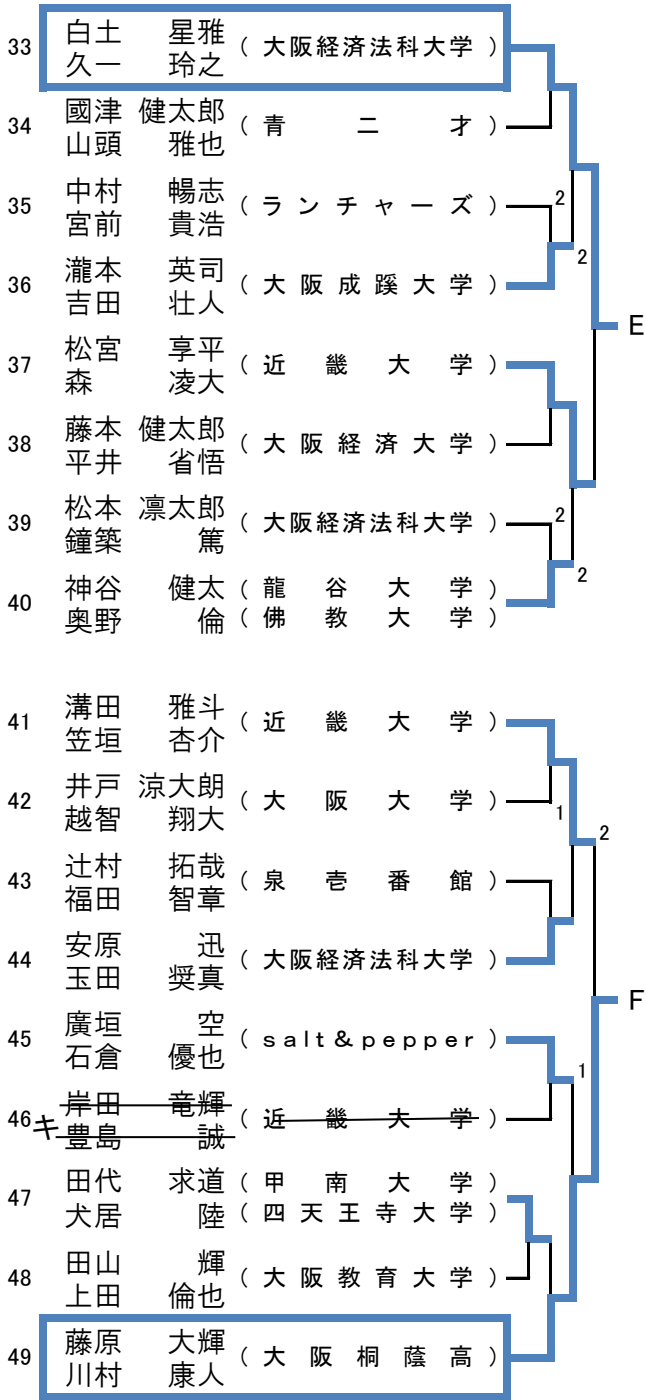 33 白土 星雅 (大阪経済法科大学)
久一 玲之
34 國津 健太郎 (青二才)
山頭 雅也
35 中村 暢志 (ランチャーズ) 2
宮前 貴浩
2
36 瀧本 英司 (大阪成蹊大学)
吉田 壮人
E
37 松宮 享平 (近畿大学)
森 凌大
38 藤本 健太郎 (大阪経済大学)
平井 省悟
39 松本 凛太郎 (大阪経済法科大学) 2
鐘築 篤
2
40 神谷 健太 (龍谷大学)
奥野 倫 (佛教大学)
41 溝田 雅斗 (近畿大学)
笠垣 杏介
42 井戸 涼大朗 (大阪大学) 1
越智 翔大
2
43 辻村 拓哉 (泉壱番館)
福田 智章
44 安原 迅 (大阪経済法科大学)
玉田 奨真
F
45 廣垣 空 (salt&pepper)
石倉 優也
1
46 キ 岸田 竜輝 (近畿大学)
豊島 誠
47 田代 求道 (甲南大学)
犬居 陸 (四天王寺大学)
48 田山 輝 (大阪教育大学)
上田 倫也
49 藤原 大輝 (大阪桐蔭高)
川村 康人